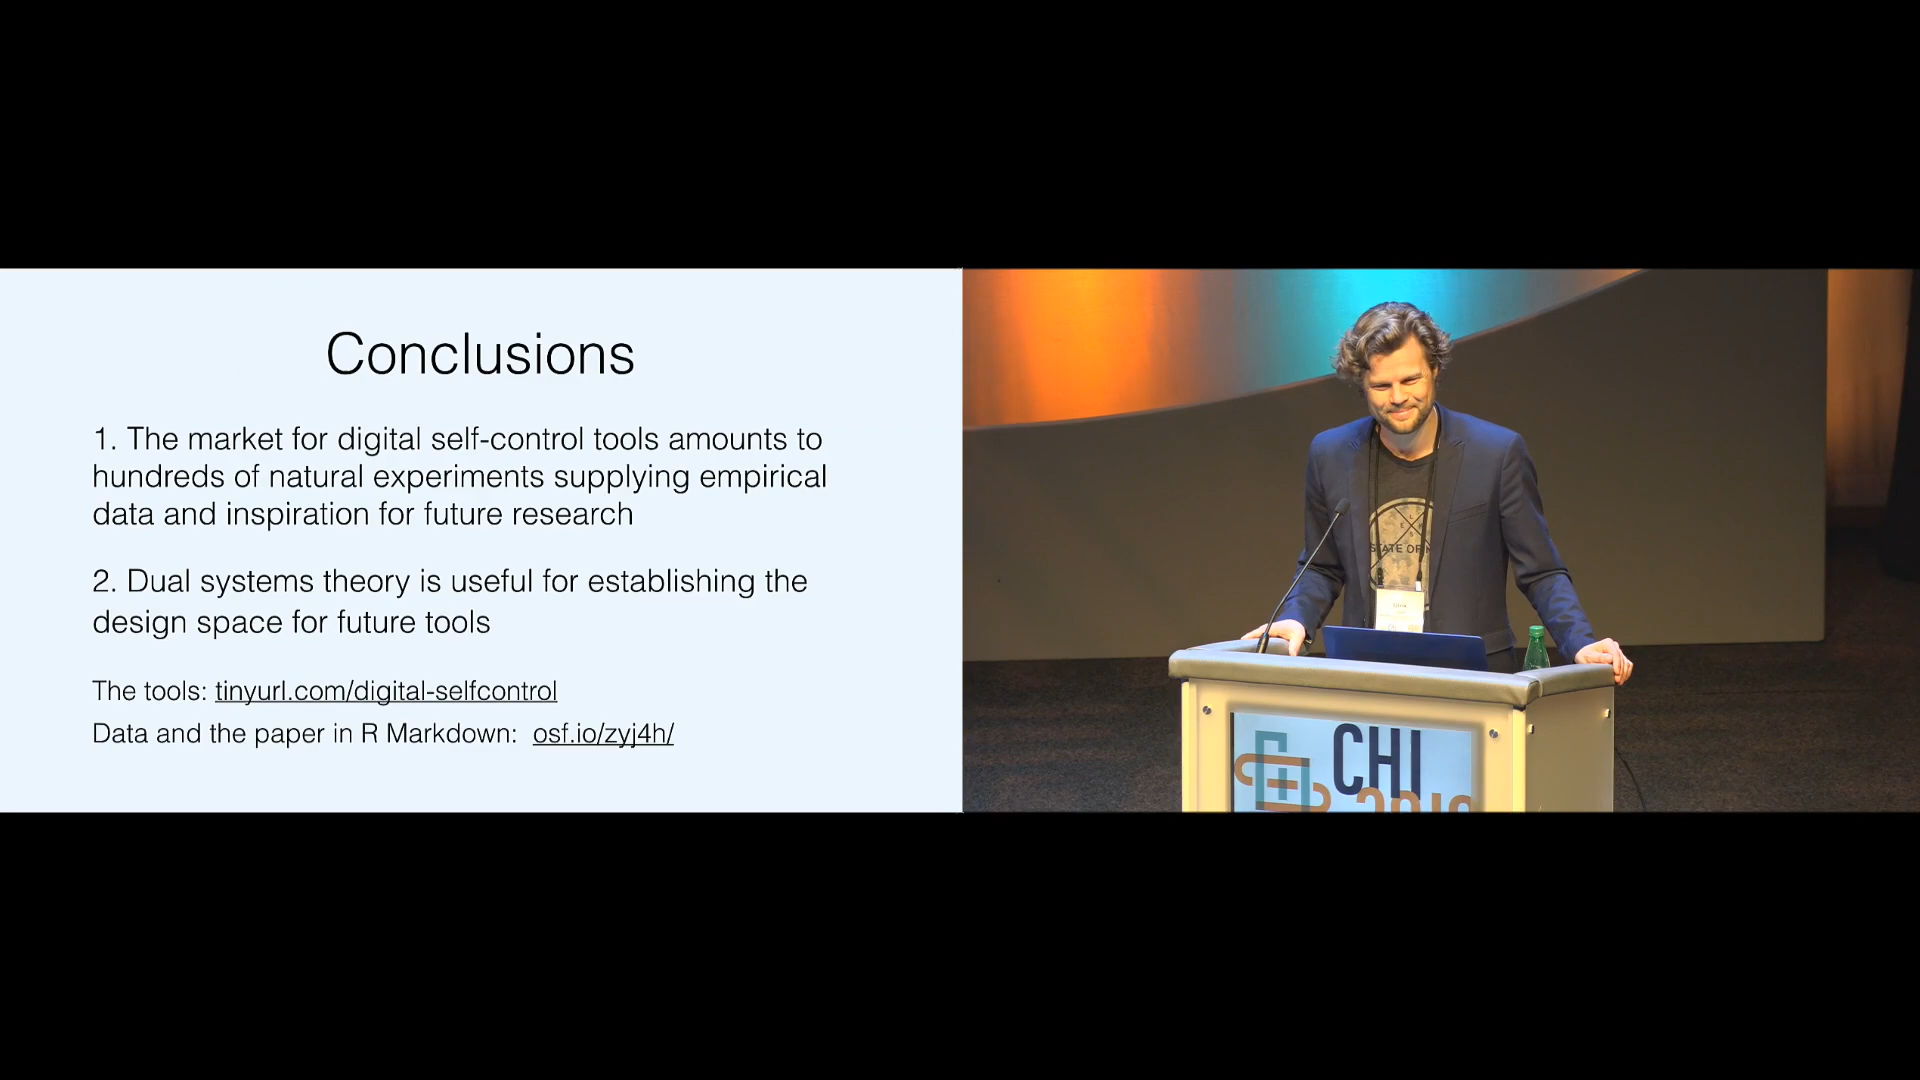 Conclusions
1. The market for digital self-control tools amounts to
hundreds of natural experiments supplying empirical
data and inspiration for future research
2. Dual systems theory is useful for establishing the
design space for future tools
The tools: tinyurl.com/digital-selfcontrol
Data and the paper in R Markdown: osf.io/zyj4h/
STATE OF
CHI